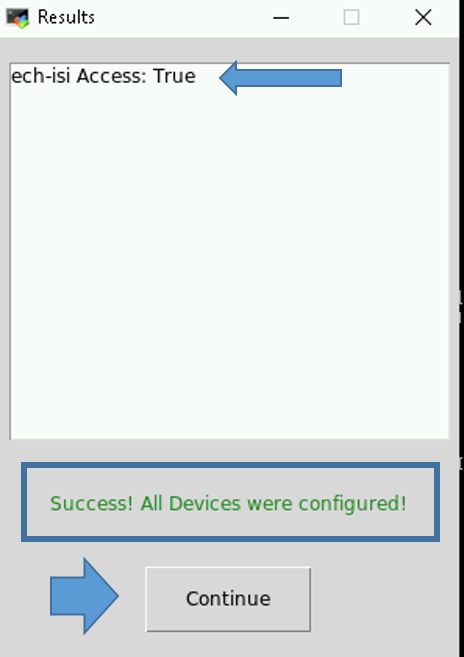 Results
ech-isi Access: True
Success! All Devices were configured!
Continue